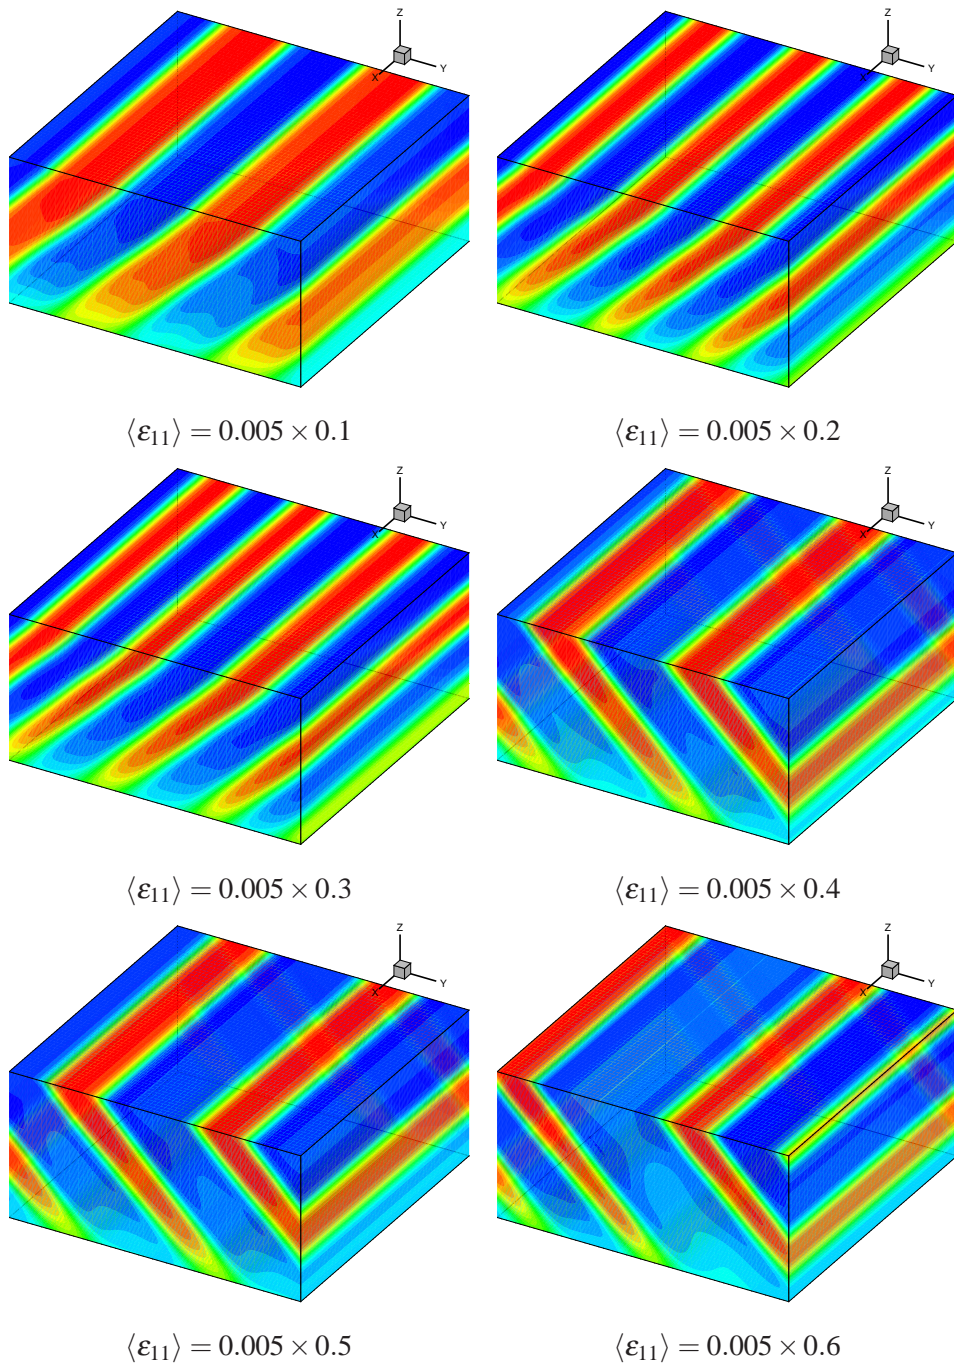 Z
X
Y
Z
X
Y
⟨ε₁₁⟩ = 0.005 × 0.1
⟨ε₁₁⟩ = 0.005 × 0.2
Z
X
Y
Z
X
Y
⟨ε₁₁⟩ = 0.005 × 0.3
⟨ε₁₁⟩ = 0.005 × 0.4
Z
X
Y
Z
X
Y
⟨ε₁₁⟩ = 0.005 × 0.5
⟨ε₁₁⟩ = 0.005 × 0.6